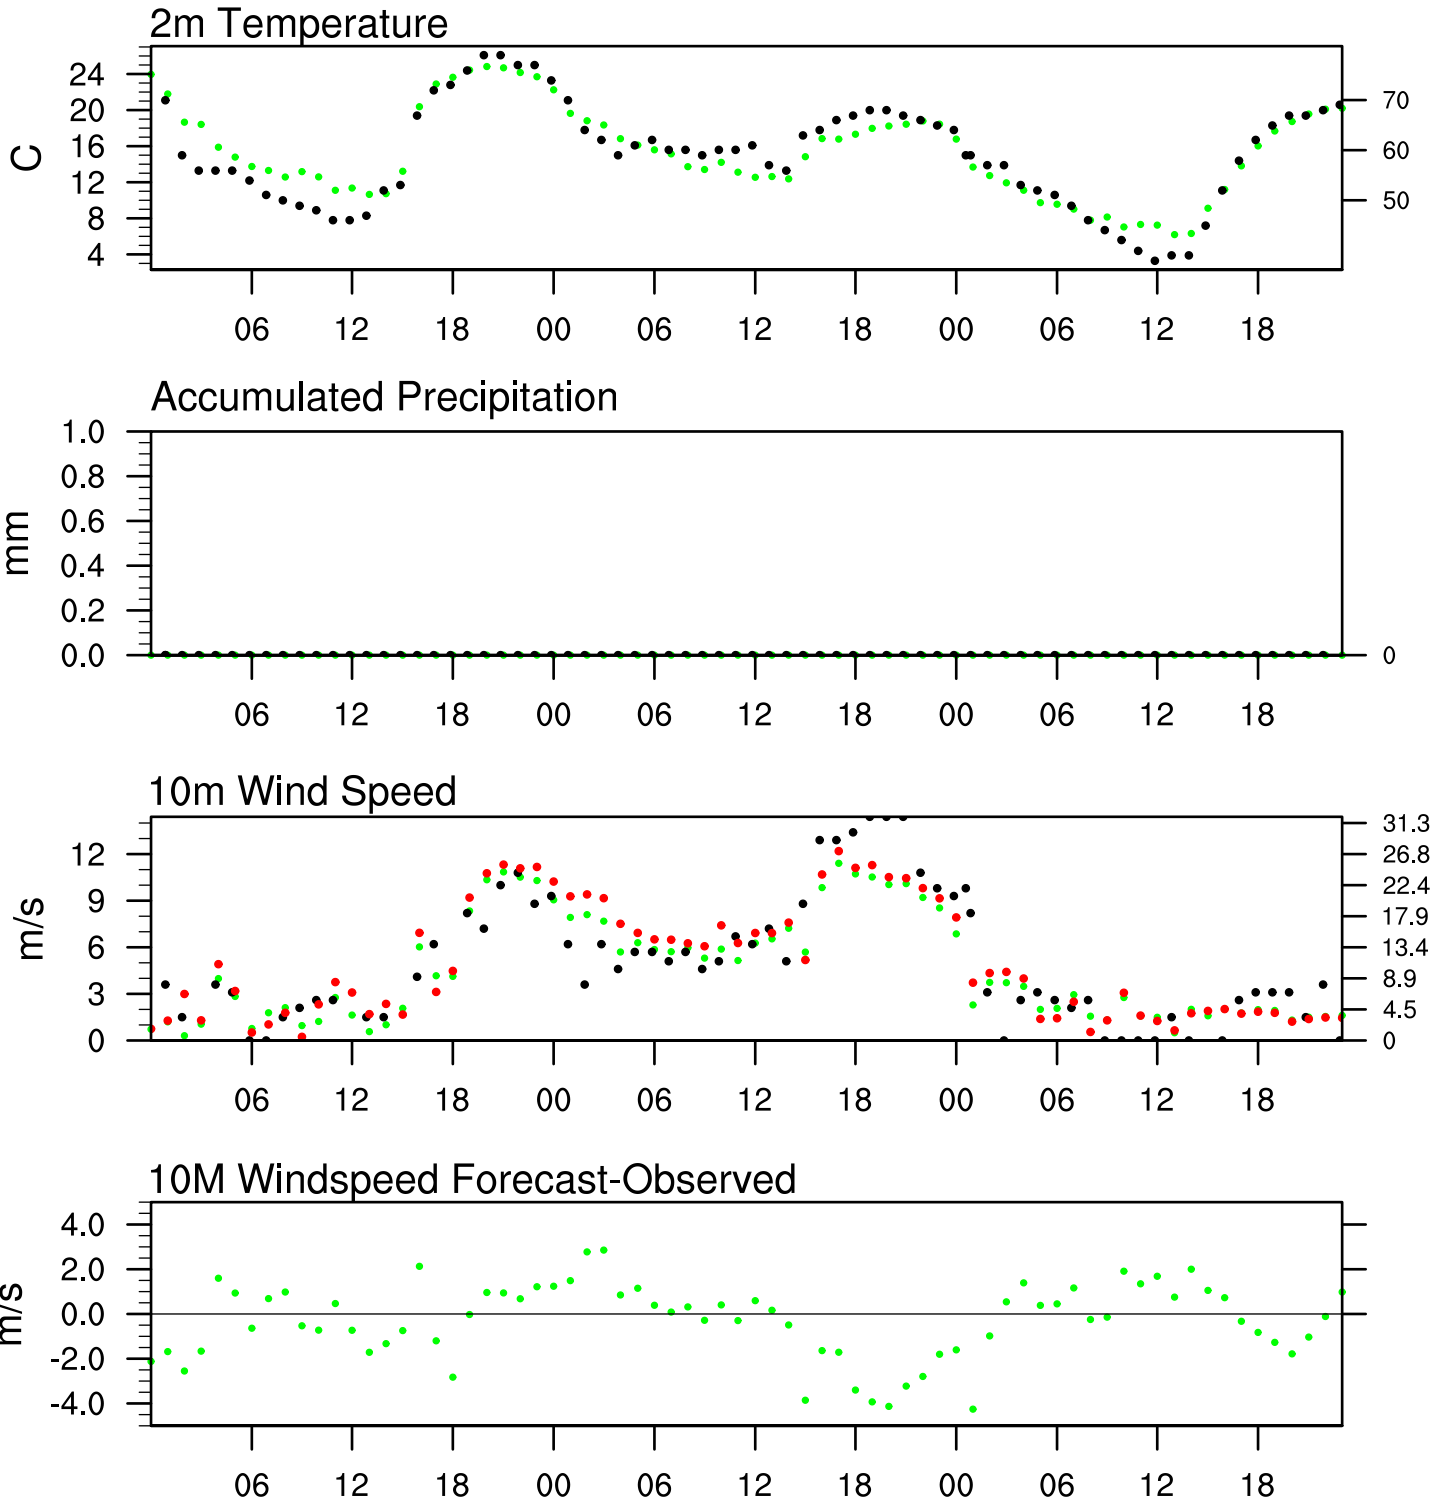 2m Temperature
24
20
16
12
8
4
C
70
60
50
06 12 18 00 06 12 18 00 06 12 18
Accumulated Precipitation
1.0
0.8
0.6
0.4
0.2
0.0
mm
0
06 12 18 00 06 12 18 00 06 12 18
10m Wind Speed
12
9
6
3
0
m/s
31.3
26.8
22.4
17.9
13.4
8.9
4.5
0
06 12 18 00 06 12 18 00 06 12 18
10M Windspeed Forecast-Observed
4.0
2.0
0.0
-2.0
-4.0
m/s
06 12 18 00 06 12 18 00 06 12 18